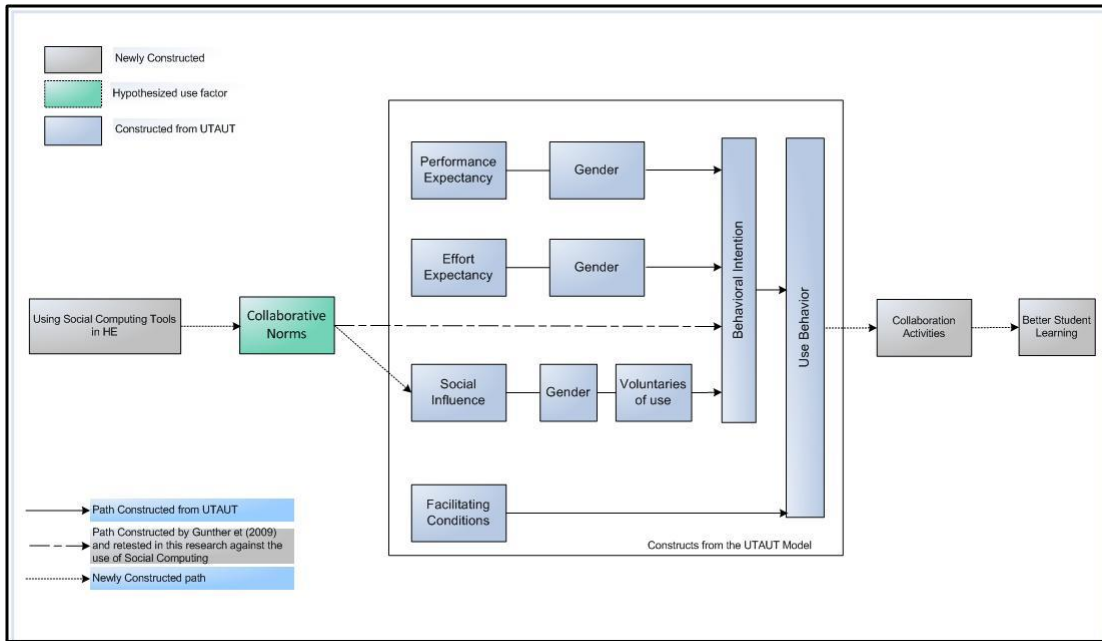 Newly Constructed
Hypothesized use factor
Constructed from UTAUT
Performance
Expectancy
Gender
Effort
Expectancy
Gender
Using Social Computing Tools
in HE
Collaborative
Norms
Social
Influence
Gender
Voluntaries
of use
Facilitating
Conditions
Behavioral Intention
Use Behavior
Collaboration
Activities
Better Student
Learning
Constructs from the UTAUT Model
Path Constructed from UTAUT
Path Constructed by Gunther et (2009)
and retested in this research against the
use of Social Computing
Newly Constructed path